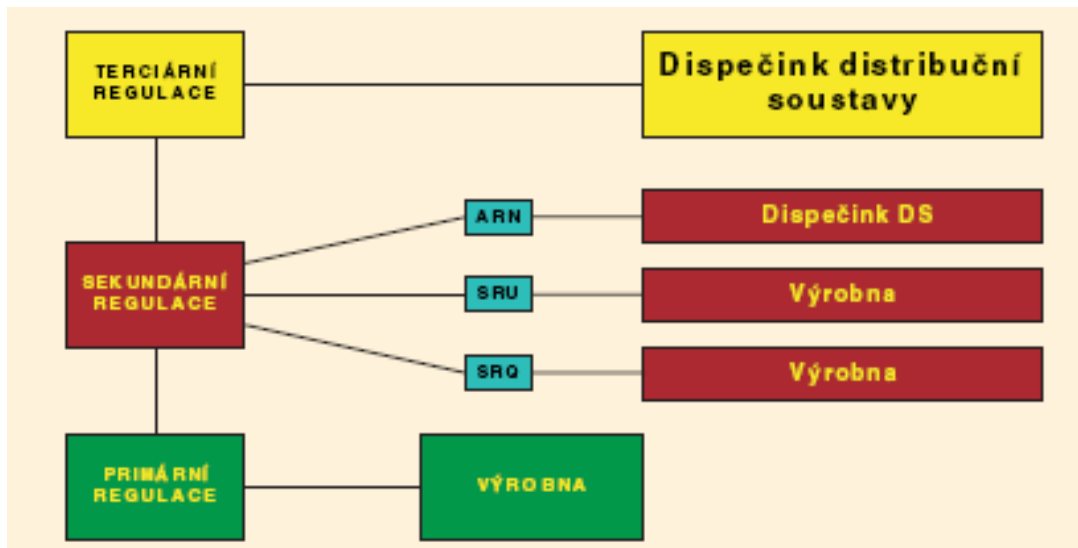 TERCIÁRNÍ
REGULACE
Dispečink distribuční
soustavy
ARN
Dispečink DS
SEKUNDÁRNÍ
REGULACE
SRU
Výrobna
SRQ
Výrobna
PRIMÁRNÍ
REGULACE
VÝROBNA